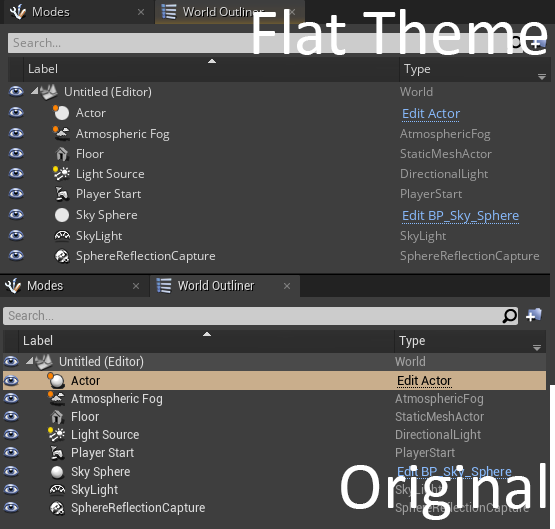 Modes
World Outliner
Flat Theme
Search...
Label Type
Untitled (Editor) World
Actor Edit Actor
Atmospheric Fog AtmosphericFog
Floor StaticMeshActor
Light Source DirectionalLight
Player Start PlayerStart
Sky Sphere Edit BP_Sky_Sphere
SkyLight SkyLight
SphereReflectionCapture SphereReflectionCapture
Modes
World Outliner
Search...
Label Type
Untitled (Editor) World
Actor Edit Actor
Atmospheric Fog AtmosphericFog
Floor StaticMeshActor
Light Source DirectionalLight
Player Start PlayerStart
Sky Sphere Edit BP_Sky_Sphere
SkyLight SkyLight
SphereReflectionCapture SphereReflectionCapture
Original